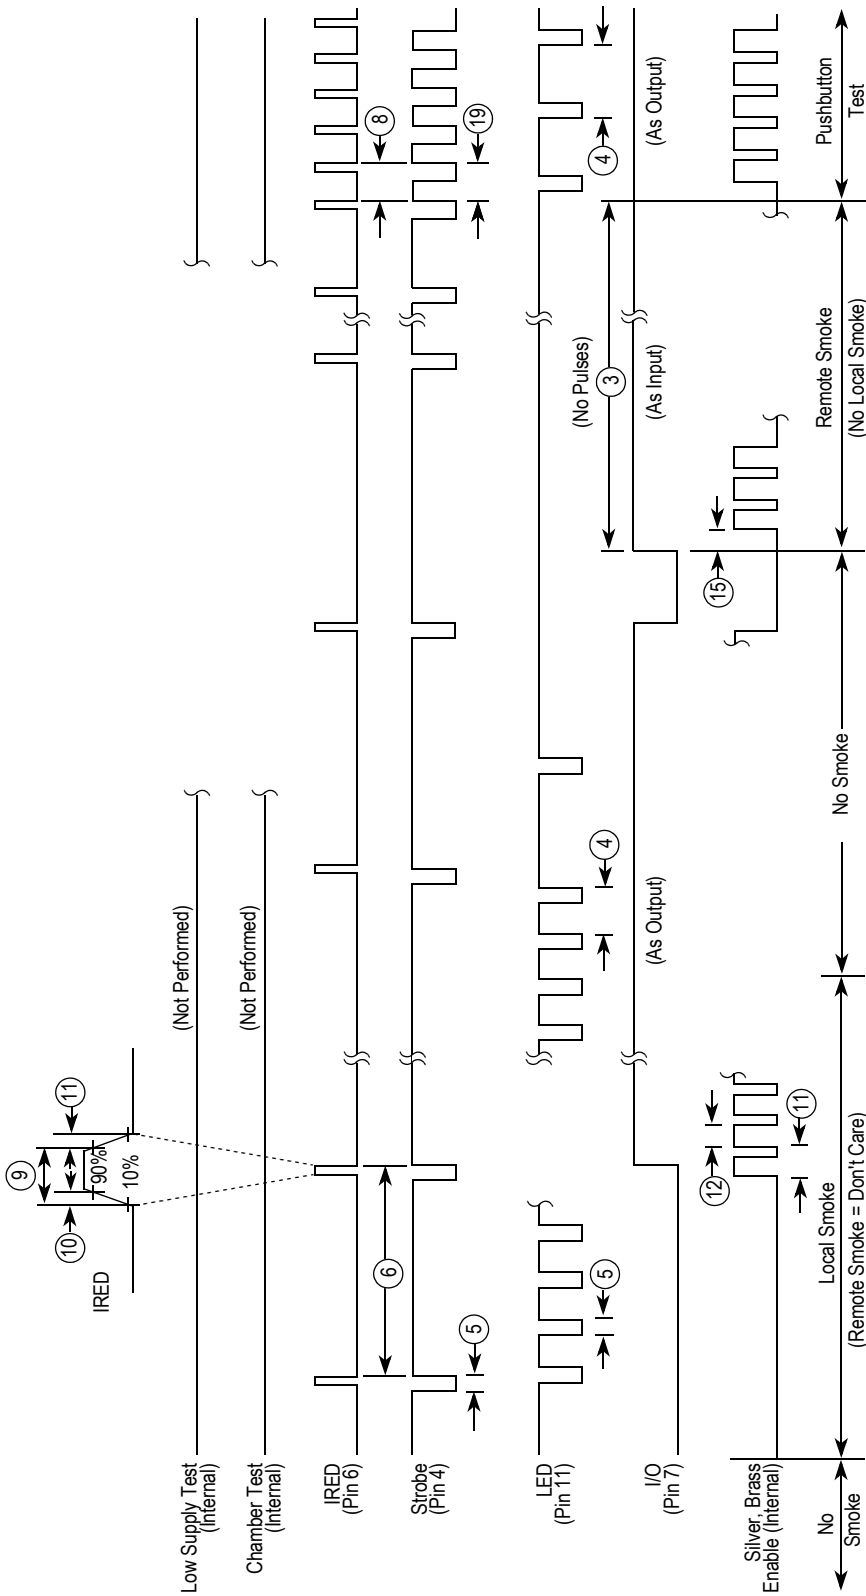 IRED
10
9
11
90%
10%
Low Supply Test
(Internal)
(Not Performed)
Chamber Test
(Internal)
(Not Performed)
IRED
(Pin 6)
6
8
Strobe
(Pin 4)
5
19
LED
(Pin 11)
5
4
(No Pulses)
3
4
I/O
(Pin 7)
(As Output)
(As Input)
(As Output)
Silver, Brass
Enable (Internal)
12
11
15
No
Smoke
Local Smoke
(Remote Smoke = Don't Care)
No Smoke
Remote Smoke
(No Local Smoke)
Pushbutton
Test